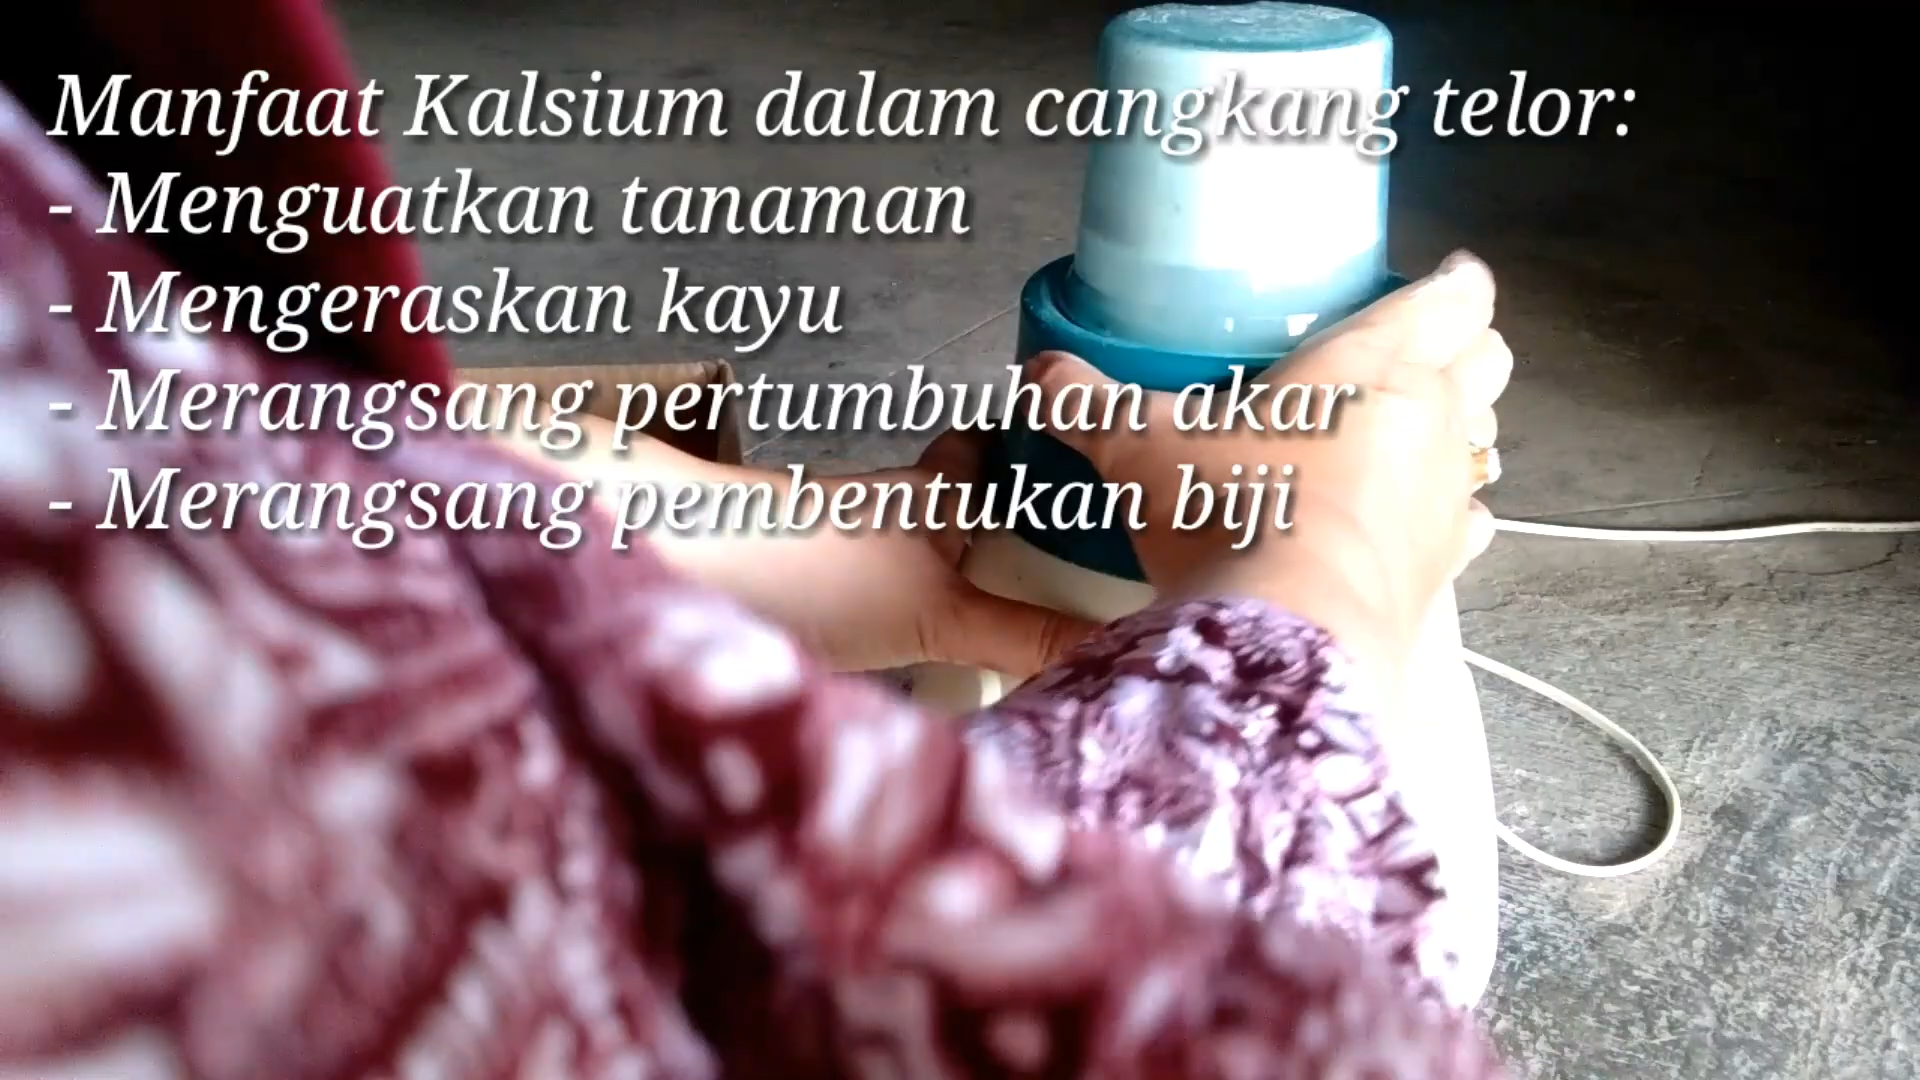 Manfaat Kalsium dalam cangkang telor:
- Menguatkan tanaman
- Mengeraskan kayu
- Merangsang pertumbuhan akar
- Merangsang pembentukan biji